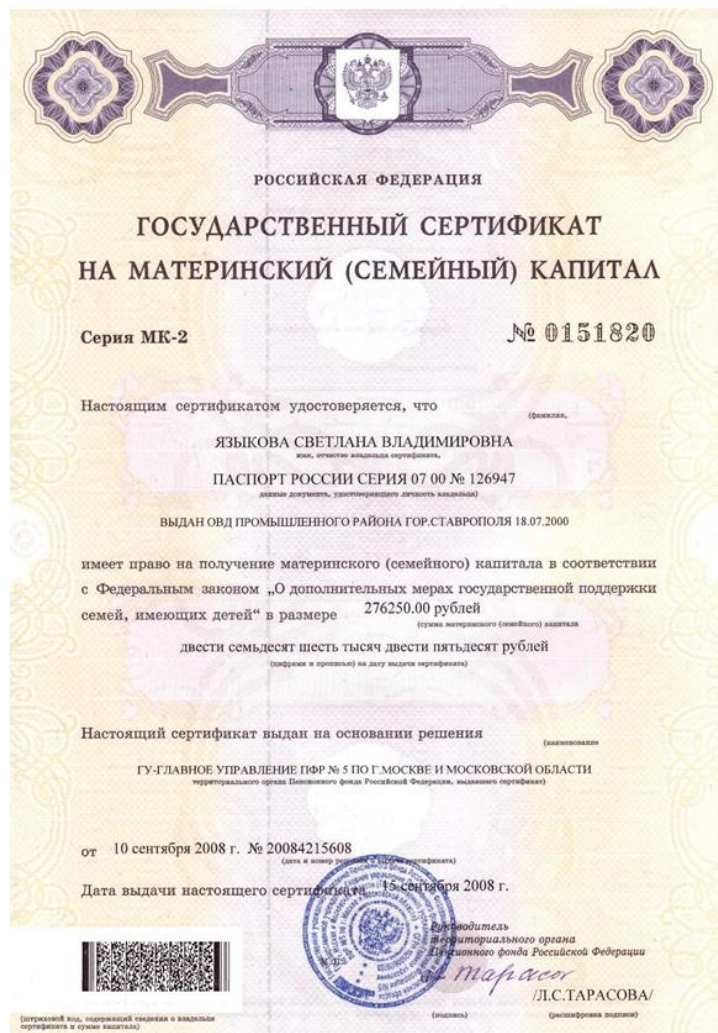 РОССИЙСКАЯ ФЕДЕРАЦИЯ
ГОСУДАРСТВЕННЫЙ СЕРТИФИКАТ
НА МАТЕРИНСКИЙ (СЕМЕЙНЫЙ) КАПИТАЛ
Серия МК-2 № 0151820
Настоящим сертификатом удостоверяется, что (фамилия,
ЯЗЫКОВА СВЕТЛАНА ВЛАДИМИРОВНА
имя, отчество владельца сертификата,
ПАСПОРТ РОССИИ СЕРИЯ 07 00 № 126947
данные документа, удостоверяющего личность владельца)
ВЫДАН ОВД ПРОМЫШЛЕННОГО РАЙОНА ГОР.СТАВРОПОЛЯ 18.07.2000
имеет право на получение материнского (семейного) капитала в соответствии
с Федеральным законом „О дополнительных мерах государственной поддержки
семей, имеющих детей“ в размере 276250.00 рублей
(сумма материнского (семейного) капитала
двести семьдесят шесть тысяч двести пятьдесят рублей
(цифрами и прописью) на дату выдачи сертификата)
Настоящий сертификат выдан на основании решения (наименование
ГУ-ГЛАВНОЕ УПРАВЛЕНИЕ ПФР № 5 ПО Г.МОСКВЕ И МОСКОВСКОЙ ОБЛАСТИ
территориального органа Пенсионного фонда Российской Федерации, выдавшего сертификат)
от 10 сентября 2008 г. № 20084215608
(дата и номер решения о выдаче сертификата)
Дата выдачи настоящего сертификата 15 сентября 2008 г.
Руководитель
территориального органа
Пенсионного фонда Российской Федерации
/Л.С.ТАРАСОВА/
(подпись) (расшифровка подписи)
(штриховой код, содержащий сведения о владельце
сертификата и сумме капитала)